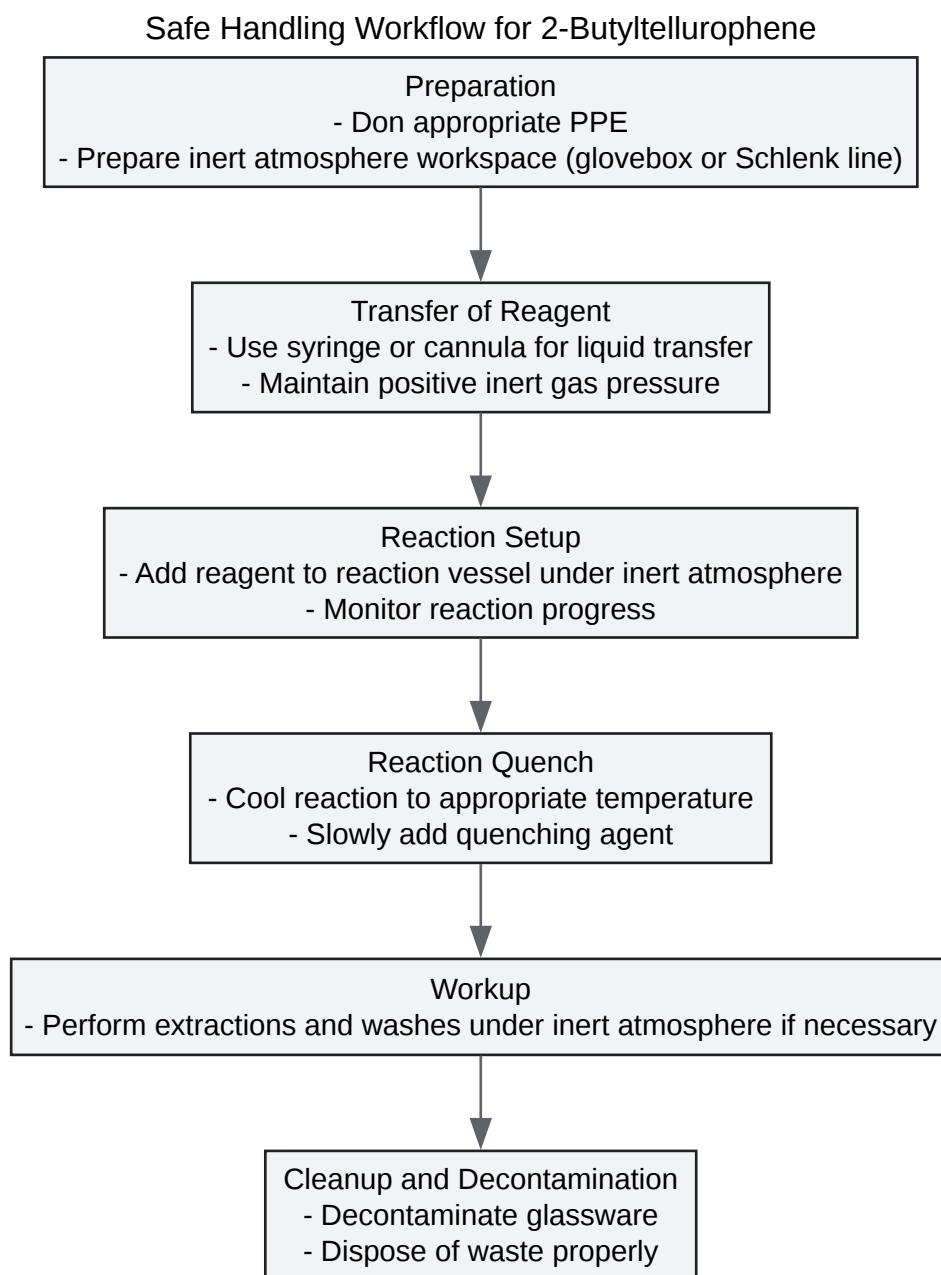 Safe Handling Workflow for 2-Butyltellurophene
Preparation
- Don appropriate PPE
- Prepare inert atmosphere workspace (glovebox or Schlenk line)
Transfer of Reagent
- Use syringe or cannula for liquid transfer
- Maintain positive inert gas pressure
Reaction Setup
- Add reagent to reaction vessel under inert atmosphere
- Monitor reaction progress
Reaction Quench
- Cool reaction to appropriate temperature
- Slowly add quenching agent
Workup
- Perform extractions and washes under inert atmosphere if necessary
Cleanup and Decontamination
- Decontaminate glassware
- Dispose of waste properly